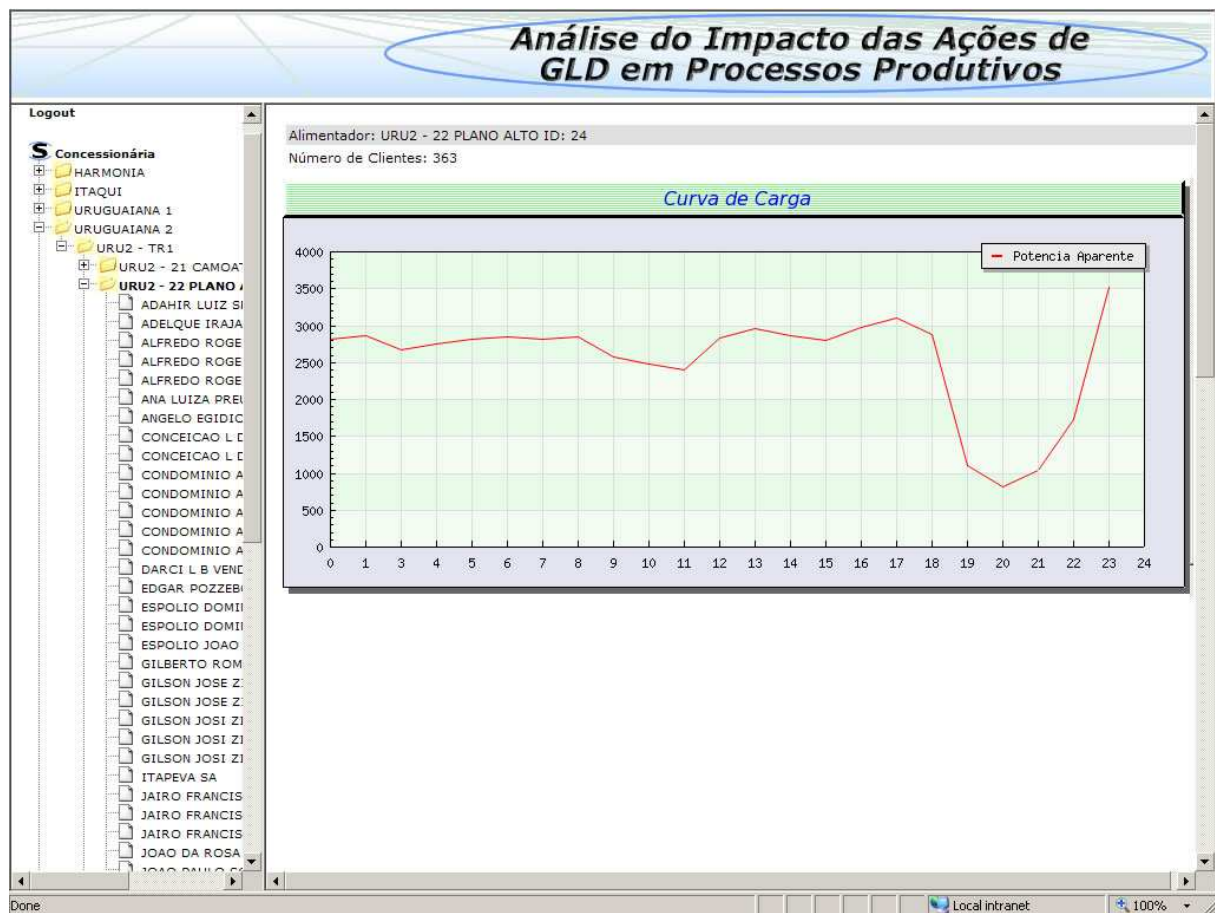 Análise do Impacto das Ações de
GLD em Processos Produtivos
Logout
S Concessionária
HARMONIA
ITAQUI
URUGUAIANA 1
URUGUAIANA 2
URU2 - TR1
URU2 - 21 CAMOA
URU2 - 22 PLANO
ADAHIR LUIZ
ADELQUE IRAJA
ALFREDO ROGE
ALFREDO ROGE
ALFREDO ROGE
ANA LUIZA
ANGELO
CONCEICAO L
CONCEICAO L
CONDOMINIO A
CONDOMINIO A
CONDOMINIO A
CONDOMINIO A
CONDOMINIO A
DARCI L B VEND
EDGAR
ESPOLIO
ESPOLIO
ESPOLIO JOAO
GILBERTO ROM
GILSON JOSE
GILSON JOSE
GILSON JOSI
GILSON JOSI
GILSON JOSI
ITAPEVA SA
JAIRO FRANCIS
JAIRO FRANCIS
JAIRO FRANCIS
JOAO DA ROSA
Alimentador: URU2 - 22 PLANO ALTO ID: 24
Número de Clientes: 363
Curva de Carga
Potencia Aparente
4000
3500
3000
2500
2000
1500
1000
500
0
0 1 3 4 5 6 7 8 9 10 11 12 13 14 15 16 17 18 19 20 21 22 23 24
Done
Local intranet
100%